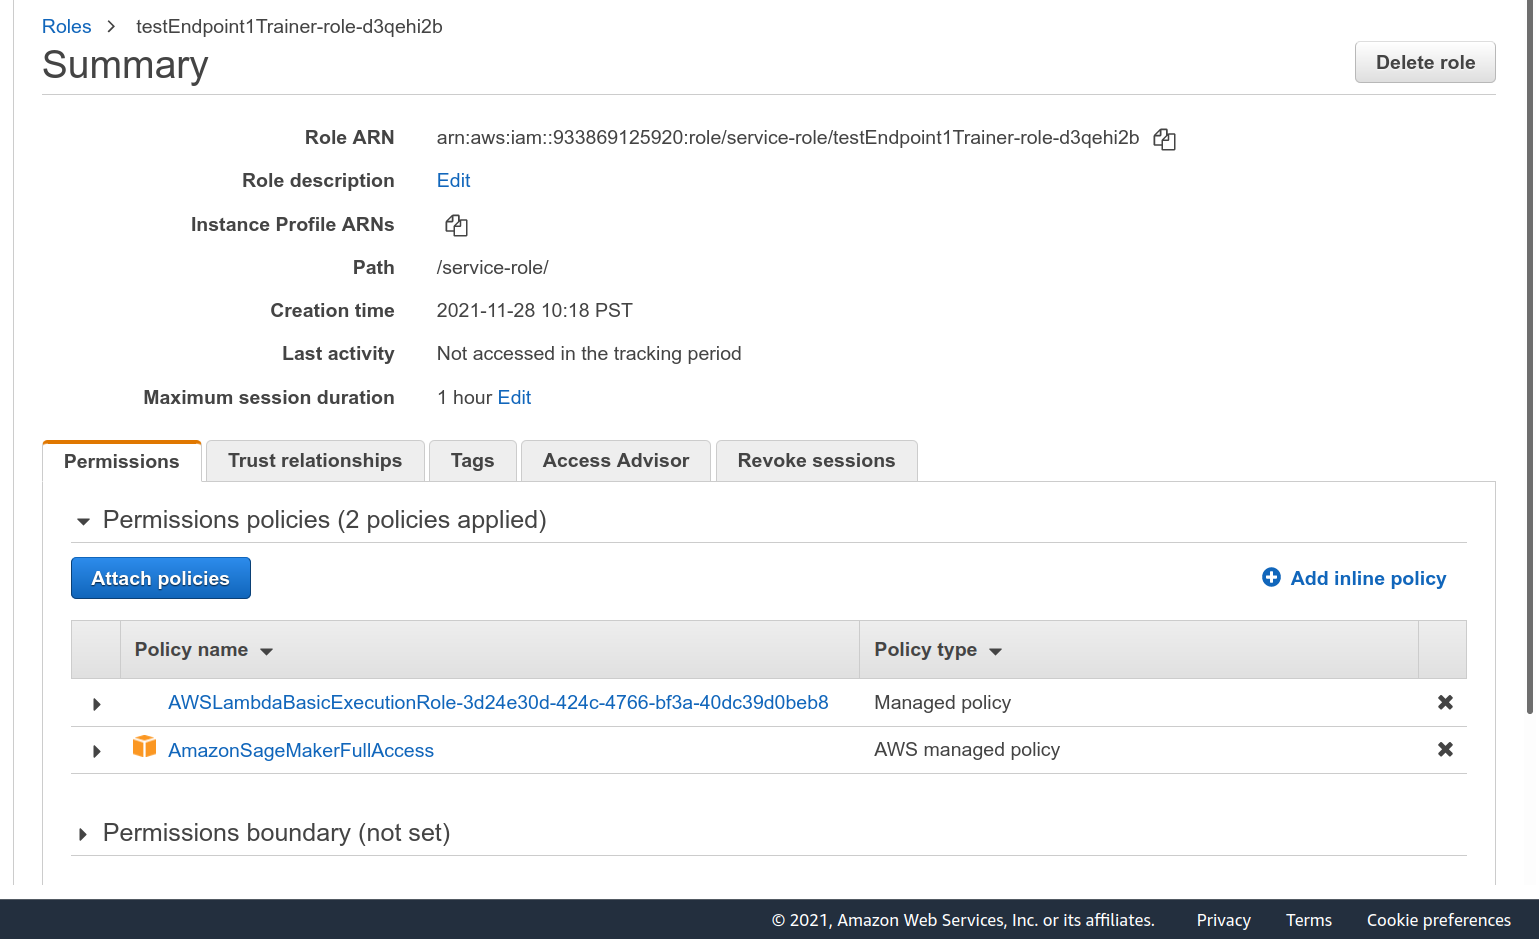 Roles > testEndpoint1Trainer-role-d3qehi2b
Summary
Delete role
Role ARN arn:aws:iam::933869125920:role/service-role/testEndpoint1Trainer-role-d3qehi2b
Role description Edit
Instance Profile ARNs
Path /service-role/
Creation time 2021-11-28 10:18 PST
Last activity Not accessed in the tracking period
Maximum session duration 1 hour Edit
Permissions Trust relationships Tags Access Advisor Revoke sessions
Permissions policies (2 policies applied)
Attach policies Add inline policy
Policy name Policy type
AWSLambdaBasicExecutionRole-3d24e30d-424c-4766-bf3a-40dc39d0beb8 Managed policy
AmazonSageMakerFullAccess AWS managed policy
Permissions boundary (not set)
© 2021, Amazon Web Services, Inc. or its affiliates. Privacy Terms Cookie preferences